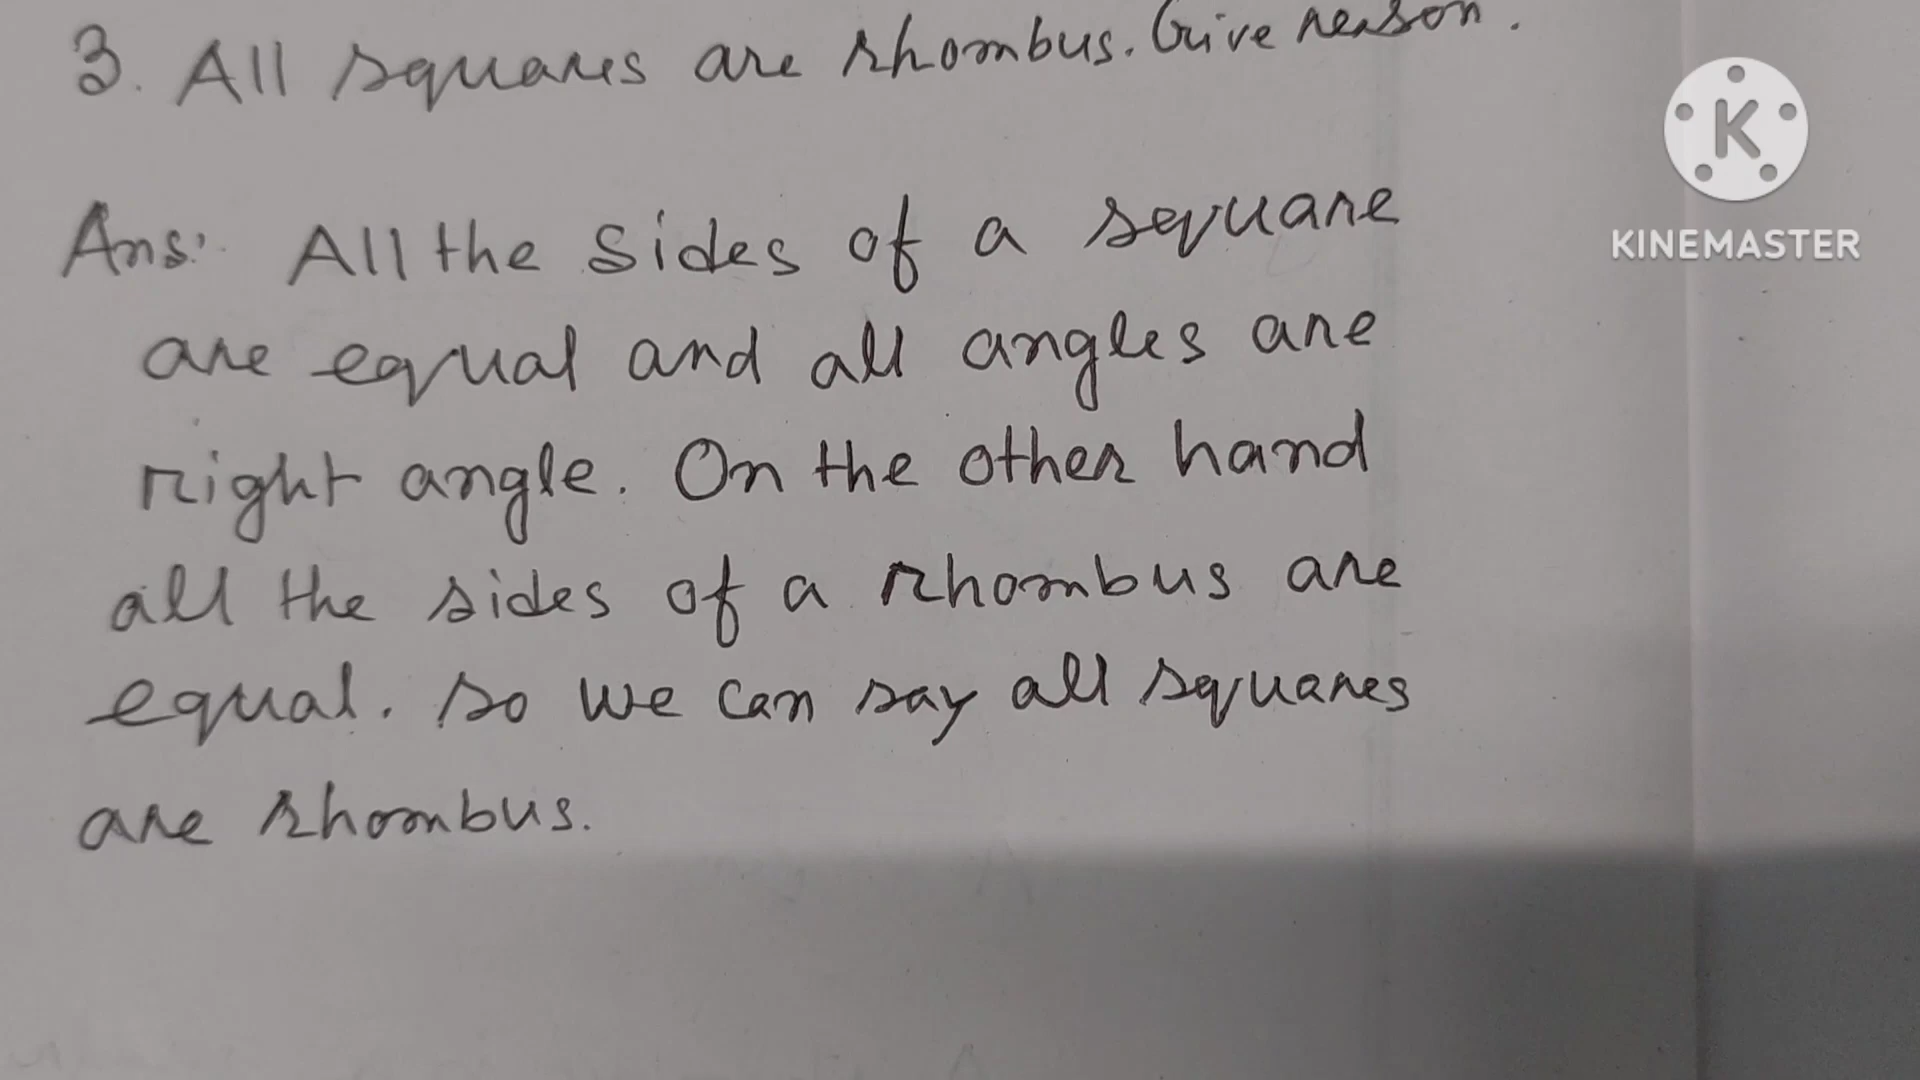 3. All squares are rhombus. Give reason.
K
KINEMASTER
Ans: All the sides of a square
are equal and all angles are
right angle. On the other hand
all the sides of a rhombus are
equal. so we can say all squares
are rhombus.